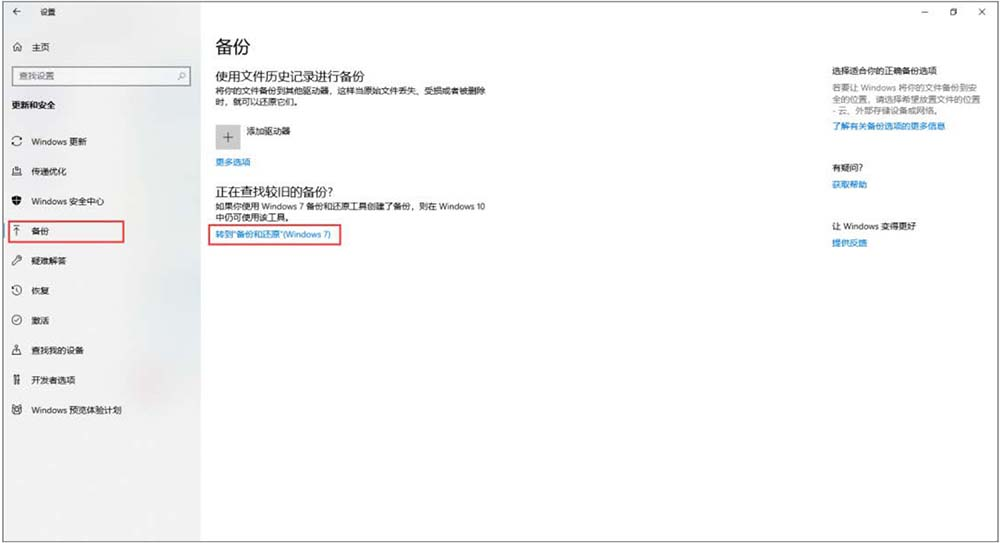 设置
主页
查找设置
更新和安全
Windows 更新
传递优化
Windows 安全中心
备份
疑难解答
恢复
激活
查找我的设备
开发者选项
Windows 预览体验计划
备份
使用文件历史记录进行备份
将你的文件备份到其他驱动器，这样当原始文件丢失、受损或者被删除
时，就可以还原它们。
添加驱动器
更多选项
正在查找较旧的备份?
如果你使用 Windows 7 备份和还原工具创建了备份，则在 Windows 10
中仍可使用该工具。
转到"备份和还原"(Windows 7)
选择适合你的正确备份选项
若要让 Windows 将你的文件备份到安
全的位置，请选择希望放置文件的位置
- 云、外部存储设备或网络。
了解有关备份选项的更多信息
有疑问?
获取帮助
让 Windows 变得更好
提供反馈